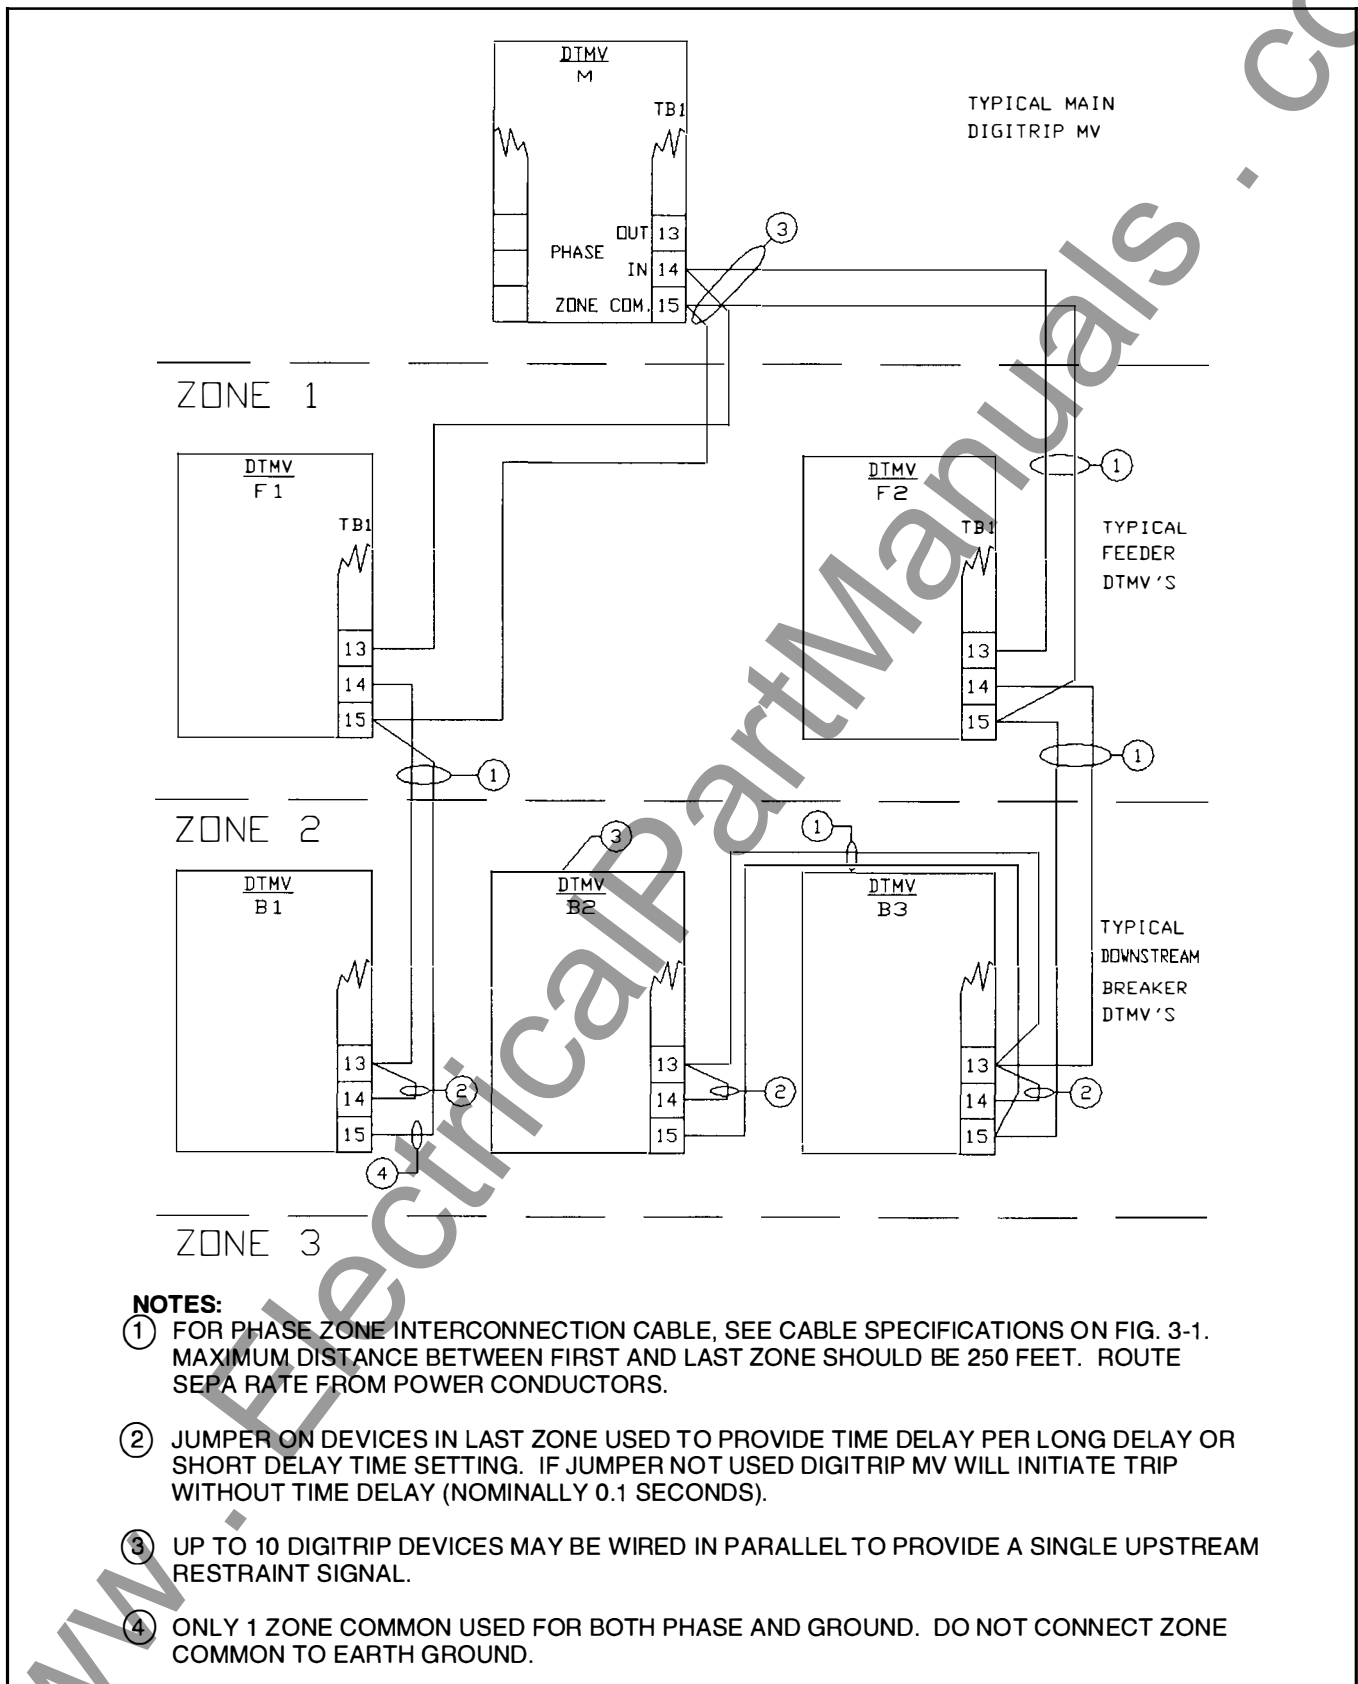 DTMV
M
TB1
TYPICAL MAIN
DIGITRIP MV
OUT 13
PHASE
IN 14
ZONE COM. 15
3
ZONE 1
DTMV
F1
TB1
13
14
15
1
DTMV
F2
TB1
13
14
15
1
TYPICAL
FEEDER
DTMV'S
1
ZONE 2
DTMV
B1
13
14
15
2
4
3
DTMV
B2
13
14
15
2
1
DTMV
B3
13
14
15
2
TYPICAL
DOWNSTREAM
BREAKER
DTMV'S
ZONE 3
NOTES:
1 FOR PHASE ZONE INTERCONNECTION CABLE, SEE CABLE SPECIFICATIONS ON FIG. 3-1.
MAXIMUM DISTANCE BETWEEN FIRST AND LAST ZONE SHOULD BE 250 FEET. ROUTE
SEPA RATE FROM POWER CONDUCTORS.
2 JUMPER ON DEVICES IN LAST ZONE USED TO PROVIDE TIME DELAY PER LONG DELAY OR
SHORT DELAY TIME SETTING. IF JUMPER NOT USED DIGITRIP MV WILL INITIATE TRIP
WITHOUT TIME DELAY (NOMINALLY 0.1 SECONDS).
3 UP TO 10 DIGITRIP DEVICES MAY BE WIRED IN PARALLEL TO PROVIDE A SINGLE UPSTREAM
RESTRAINT SIGNAL.
4 ONLY 1 ZONE COMMON USED FOR BOTH PHASE AND GROUND. DO NOT CONNECT ZONE
COMMON TO EARTH GROUND.
ww . ElectricalPartManuals . co